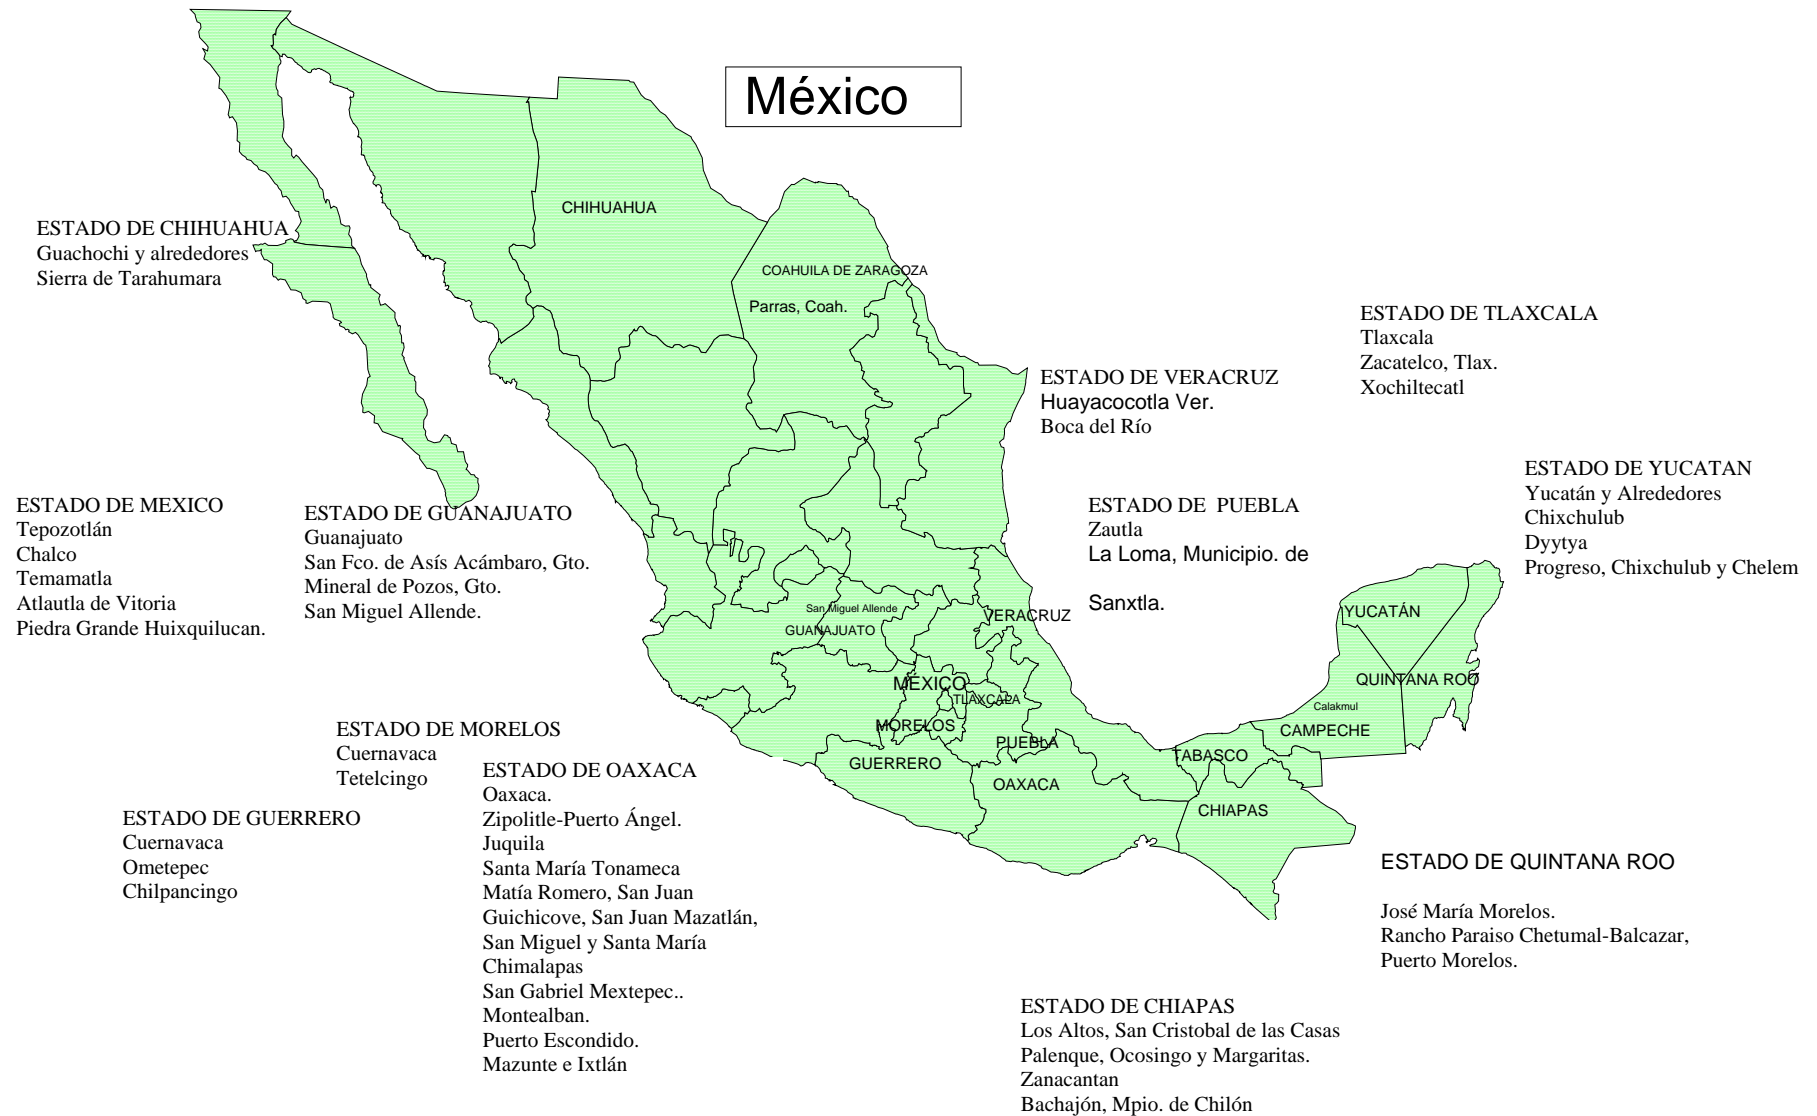 México
CHIHUAHUA
COAHUILA DE ZARAGOZA
Parras, Coah.
ESTADO DE CHIHUAHUA
Guachochi y alrededores
Sierra de Tarahumara
ESTADO DE TLAXCALA
Tlaxcala
Zacatelco, Tlax.
Xochiltecatl
ESTADO DE VERACRUZ
Huayacocotla Ver.
Boca del Río
ESTADO DE YUCATAN
Yucatán y Alrededores
Chixchulub
Dyytya
Progreso, Chixchulub y Chelem
ESTADO DE MEXICO
Tepozotlán
Chalco
Temamatla
Atlautla de Vitoria
Piedra Grande Huixquilucan.
ESTADO DE GUANAJUATO
Guanajuato
San Fco. de Asís Acámbaro, Gto.
Mineral de Pozos, Gto.
San Miguel Allende.
ESTADO DE PUEBLA
Zautla
La Loma, Municipio. de
Sanxtla.
San Miguel Allende
GUANAJUATO
VERACRUZ
MÉXICO
TLAXCALA
MORELOS
PUEBLA
GUERRERO
OAXACA
YUCATÁN
QUINTANA ROO
Calakmul
CAMPECHE
TABASCO
CHIAPAS
ESTADO DE MORELOS
Cuernavaca
Tetelcingo
ESTADO DE GUERRERO
Cuernavaca
Ometepec
Chilpancingo
ESTADO DE OAXACA
Oaxaca.
Zipolitle-Puerto Ángel.
Juquila
Santa María Tonameca
Matía Romero, San Juan
Guichicove, San Juan Mazatlán,
San Miguel y Santa María
Chimalapas
San Gabriel Mextepec..
Montealban.
Puerto Escondido.
Mazunte e Ixtlán
ESTADO DE QUINTANA ROO
José María Morelos.
Rancho Paraiso Chetumal-Balcazar,
Puerto Morelos.
ESTADO DE CHIAPAS
Los Altos, San Cristobal de las Casas
Palenque, Ocosingo y Margaritas.
Zanacantan
Bachajón, Mpio. de Chilón